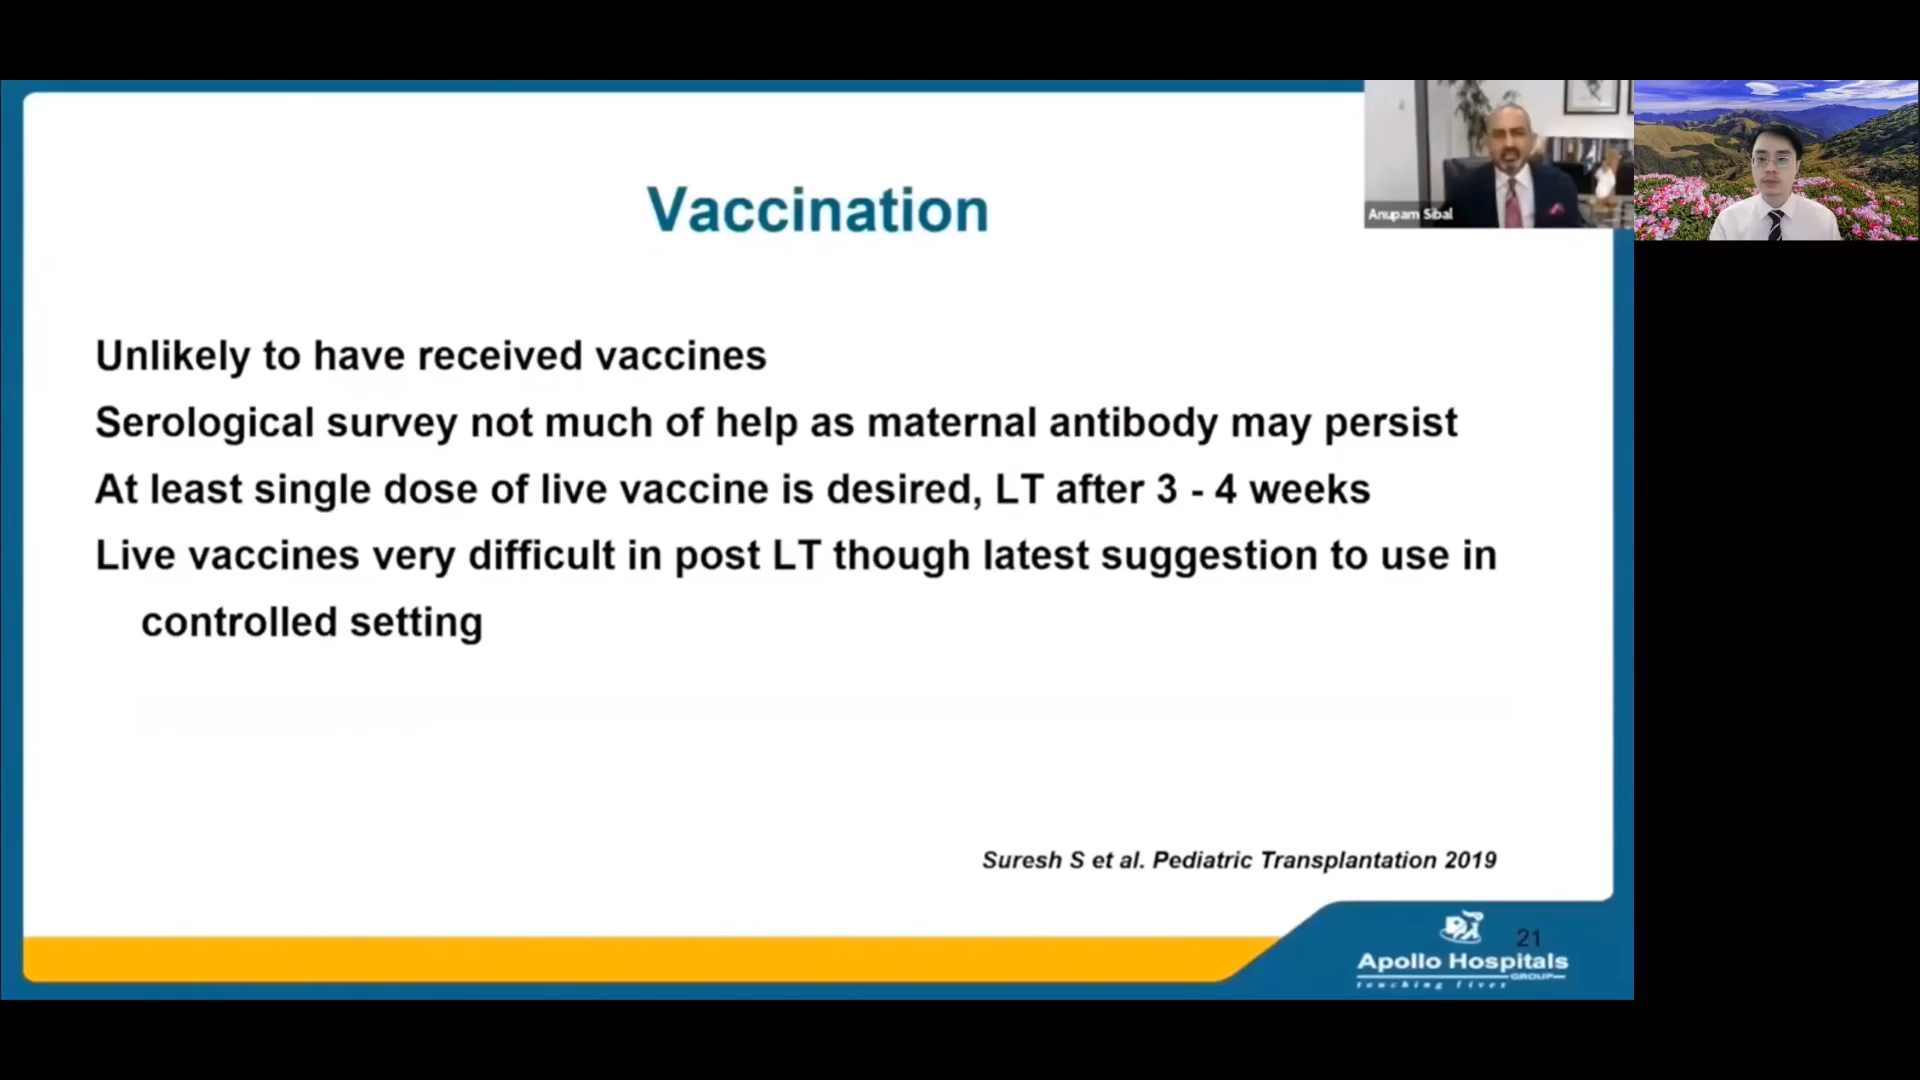 Vaccination
Anupam Sibal
Unlikely to have received vaccines
Serological survey not much of help as maternal antibody may persist
At least single dose of live vaccine is desired, LT after 3 - 4 weeks
Live vaccines very difficult in post LT though latest suggestion to use in
controlled setting
Suresh S et al. Pediatric Transplantation 2019
21
Apollo Hospitals
GROUP
touching lives